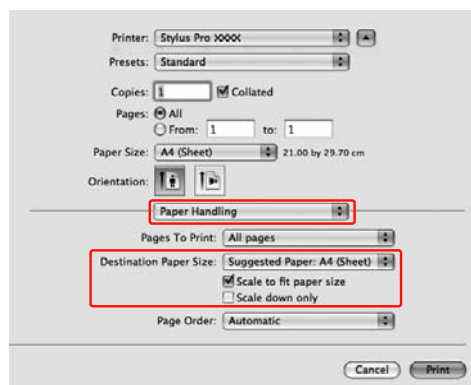 Printer: Stylus Pro XXXX
Presets: Standard
Copies: 1 Collated
Pages: All
From: 1 to: 1
Paper Size: A4 (Sheet) 21.00 by 29.70 cm
Orientation:
Paper Handling
Pages To Print: All pages
Destination Paper Size: Suggested Paper: A4 (Sheet)
Scale to fit paper size
Scale down only
Page Order: Automatic
Cancel Print